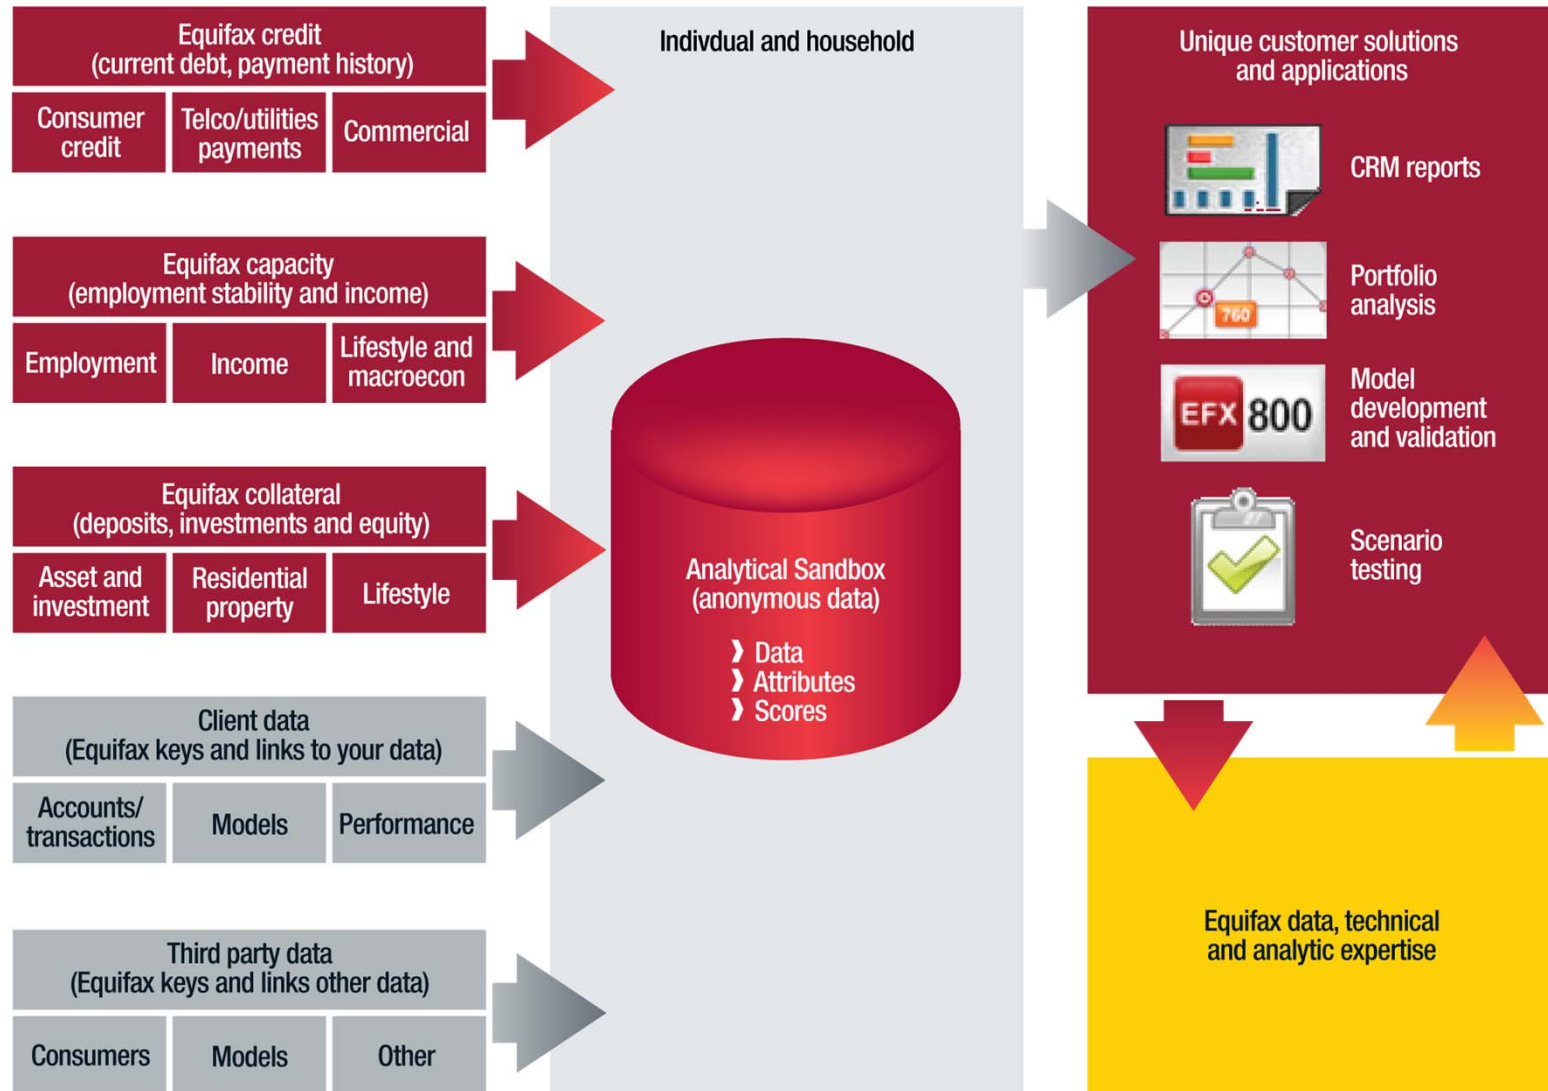 Equifax credit
(current debt, payment history)
Consumer
credit
Telco/utilities
payments
Commercial
Equifax capacity
(employment stability and income)
Employment
Income
Lifestyle and
macroecon
Equifax collateral
(deposits, investments and equity)
Asset and
investment
Residential
property
Lifestyle
Client data
(Equifax keys and links to your data)
Accounts/
transactions
Models
Performance
Third party data
(Equifax keys and links other data)
Consumers
Models
Other
Indivdual and household
Analytical Sandbox
(anonymous data)
❱ Data
❱ Attributes
❱ Scores
Unique customer solutions
and applications
CRM reports
760
Portfolio
analysis
EFX 800
Model
development
and validation
Scenario
testing
Equifax data, technical
and analytic expertise